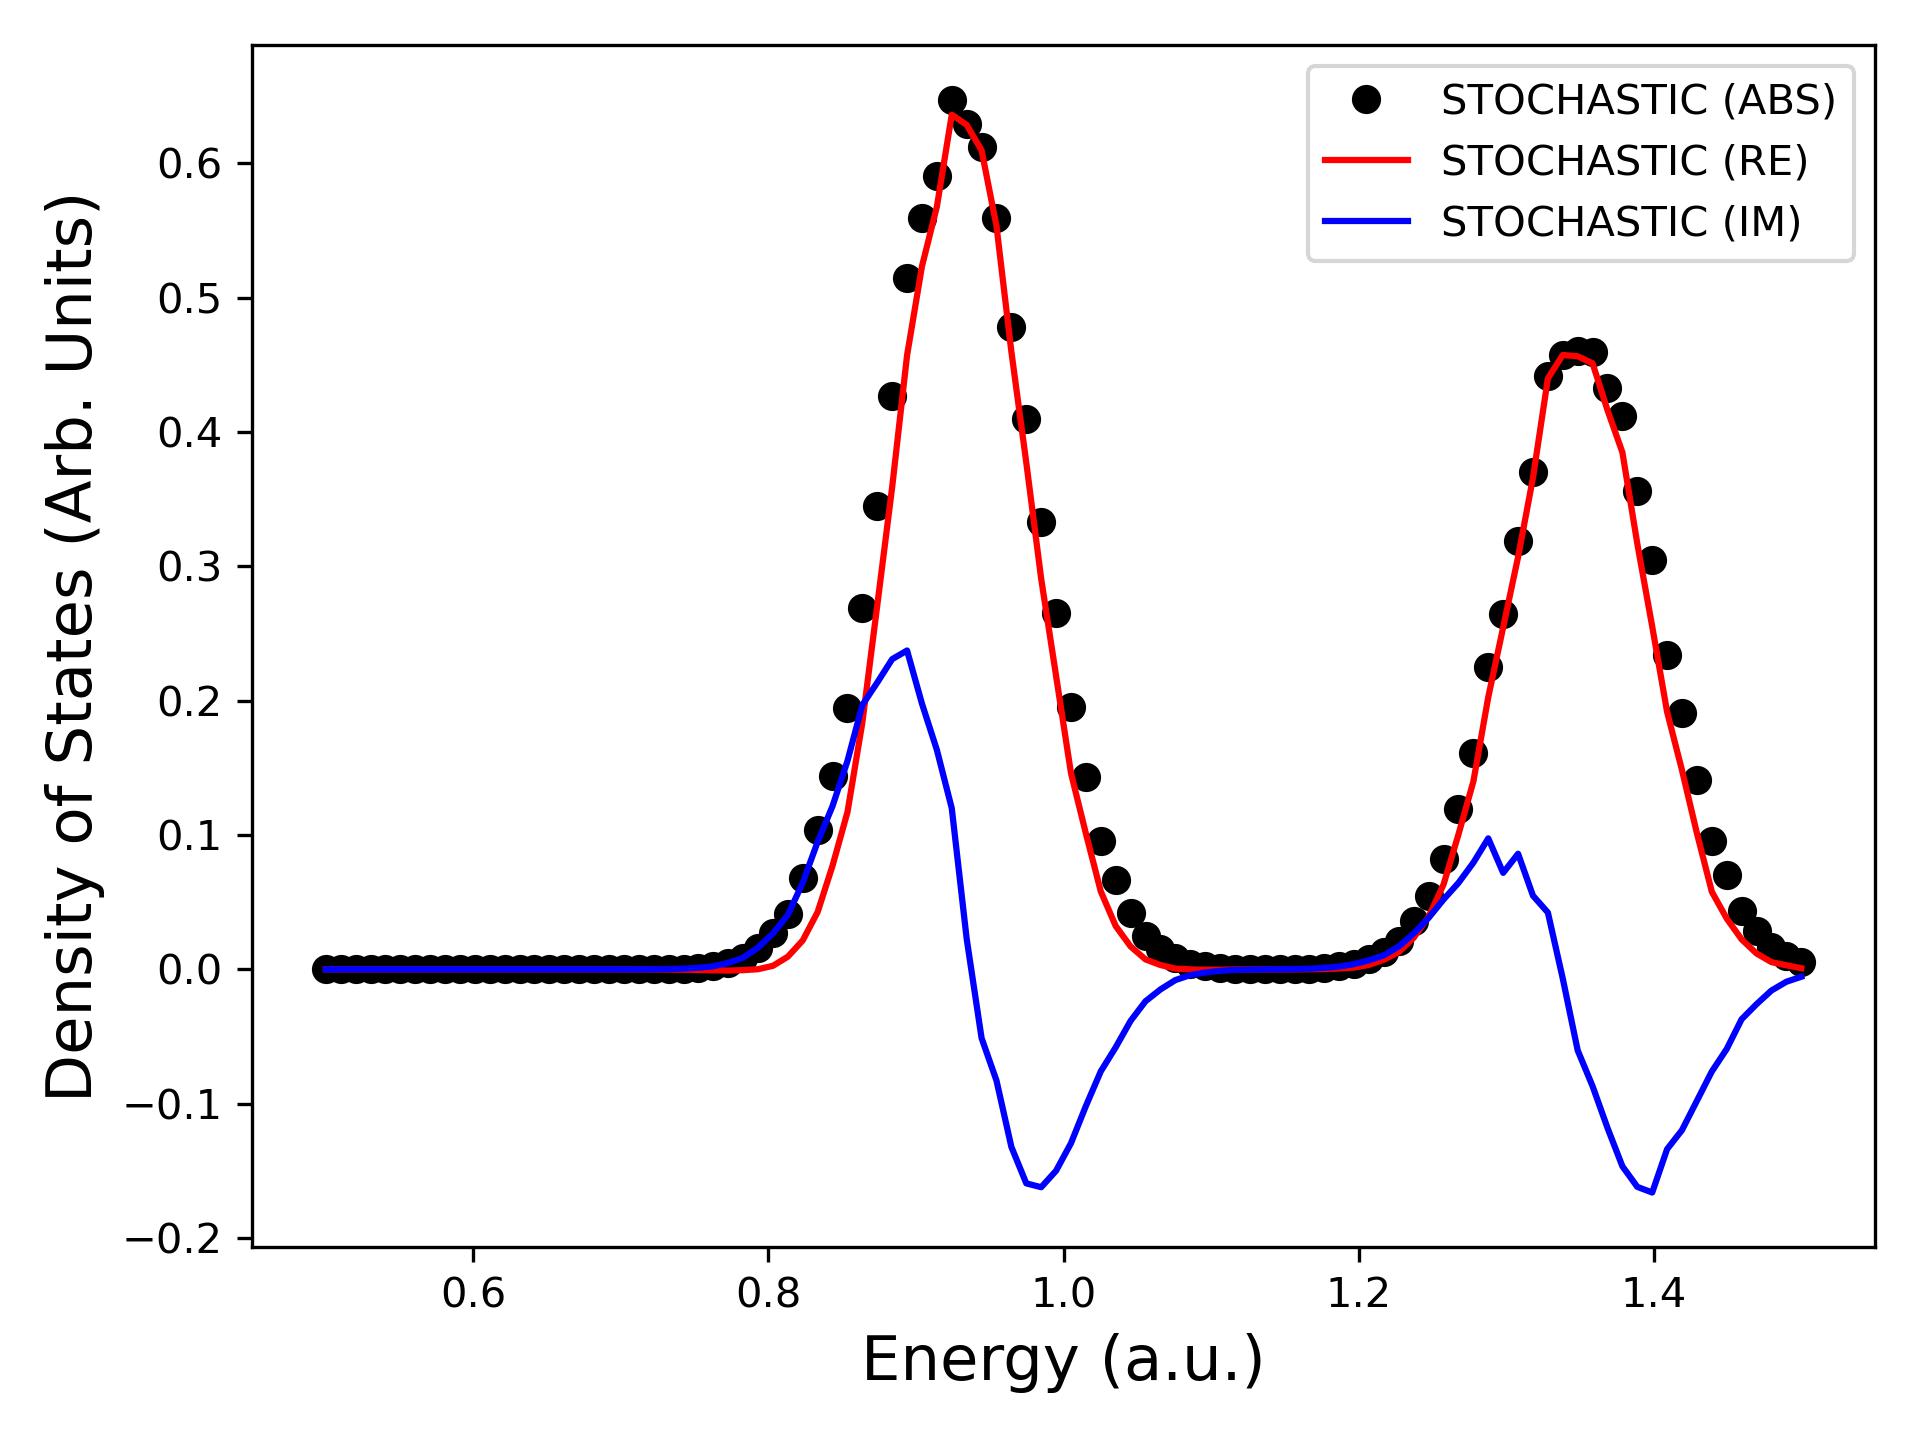 STOCHASTIC (ABS)
STOCHASTIC (RE)
STOCHASTIC (IM)
Density of States (Arb. Units)
0.6
0.5
0.4
0.3
0.2
0.1
0.0
−0.1
−0.2
0.6
0.8
1.0
1.2
1.4
Energy (a.u.)